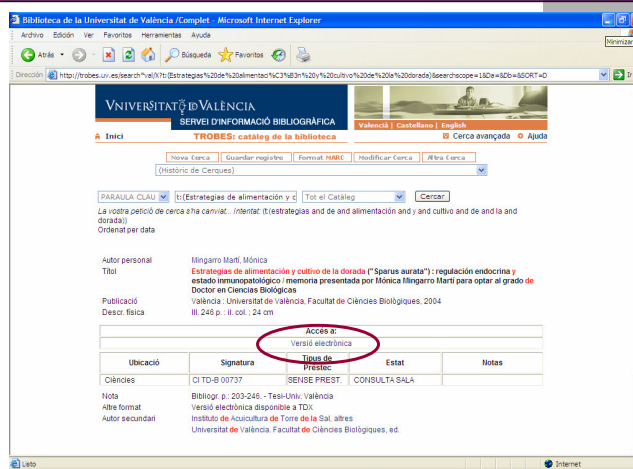 Biblioteca de la Universitat de València /Complet - Microsoft Internet Explorer
Archivo Edición Ver Favoritos Herramientas Ayuda
Minimizar
Atrás Búsqueda Favoritos
Dirección http://trobes.uv.es/search*val/X?t:(Estrategias%20de%20alimentaci%C3%B3n%20y%20cultivo%20de%20la%20dorada)&searchscope=1&Da=&Db=&SORT=D Ir
VNIVERSITAT ID VALÈNCIA
SERVEI D'INFORMACIÓ BIBLIOGRÀFICA
Valencià | Castellano | English
Inici TROBES: catàleg de la biblioteca Cerca avançada Ajuda
Nova Cerca Guardar registre Format MARC Modificar Cerca Altra Cerca
(Històric de Cerques)
PARAULA CLAU t:(Estrategias de alimentación y c Tot el Catàleg Cercar
La vostra petició de cerca s'ha canviat... intentat: (t:(estrategias and de and alimentación and y and cultivo and de and la and
dorada))
Ordenat per data
Autor personal Mingarro Martí, Mónica
Títol Estrategias de alimentación y cultivo de la dorada ("Sparus aurata") : regulación endocrina y
estado inmunopatológico / memoria presentada por Mónica Mingarro Martí para optar al grado de
Doctor en Ciencias Biológicas
Publicació València : Universitat de València, Facultat de Ciències Biològiques, 2004
Descr. física III, 246 p. : il. col. ; 24 cm
Accés a:
Versió electrònica
Ubicació Signatura Tipus de Préstec Estat Notas
Ciències CI TD-B 00737 SENSE PREST. CONSULTA SALA
Nota Bibliogr. p.: 203-246. - Tesi-Univ. València
Altre format Versió electrònica disponible a TDX
Autor secundari Instituto de Acuicultura de Torre de la Sal, altres
Universitat de València. Facultat de Ciències Biològiques, ed.
Listo Internet